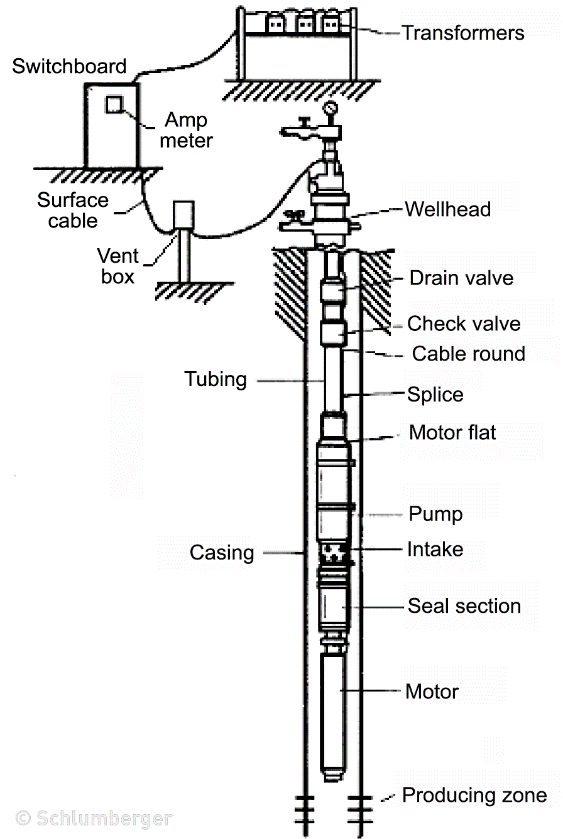 Transformers
Switchboard
Amp
meter
Surface
cable
Wellhead
Vent
box
Drain valve
Check valve
Cable round
Tubing
Splice
Motor flat
Pump
Casing
Intake
Seal section
Motor
Producing zone
© Schlumberger